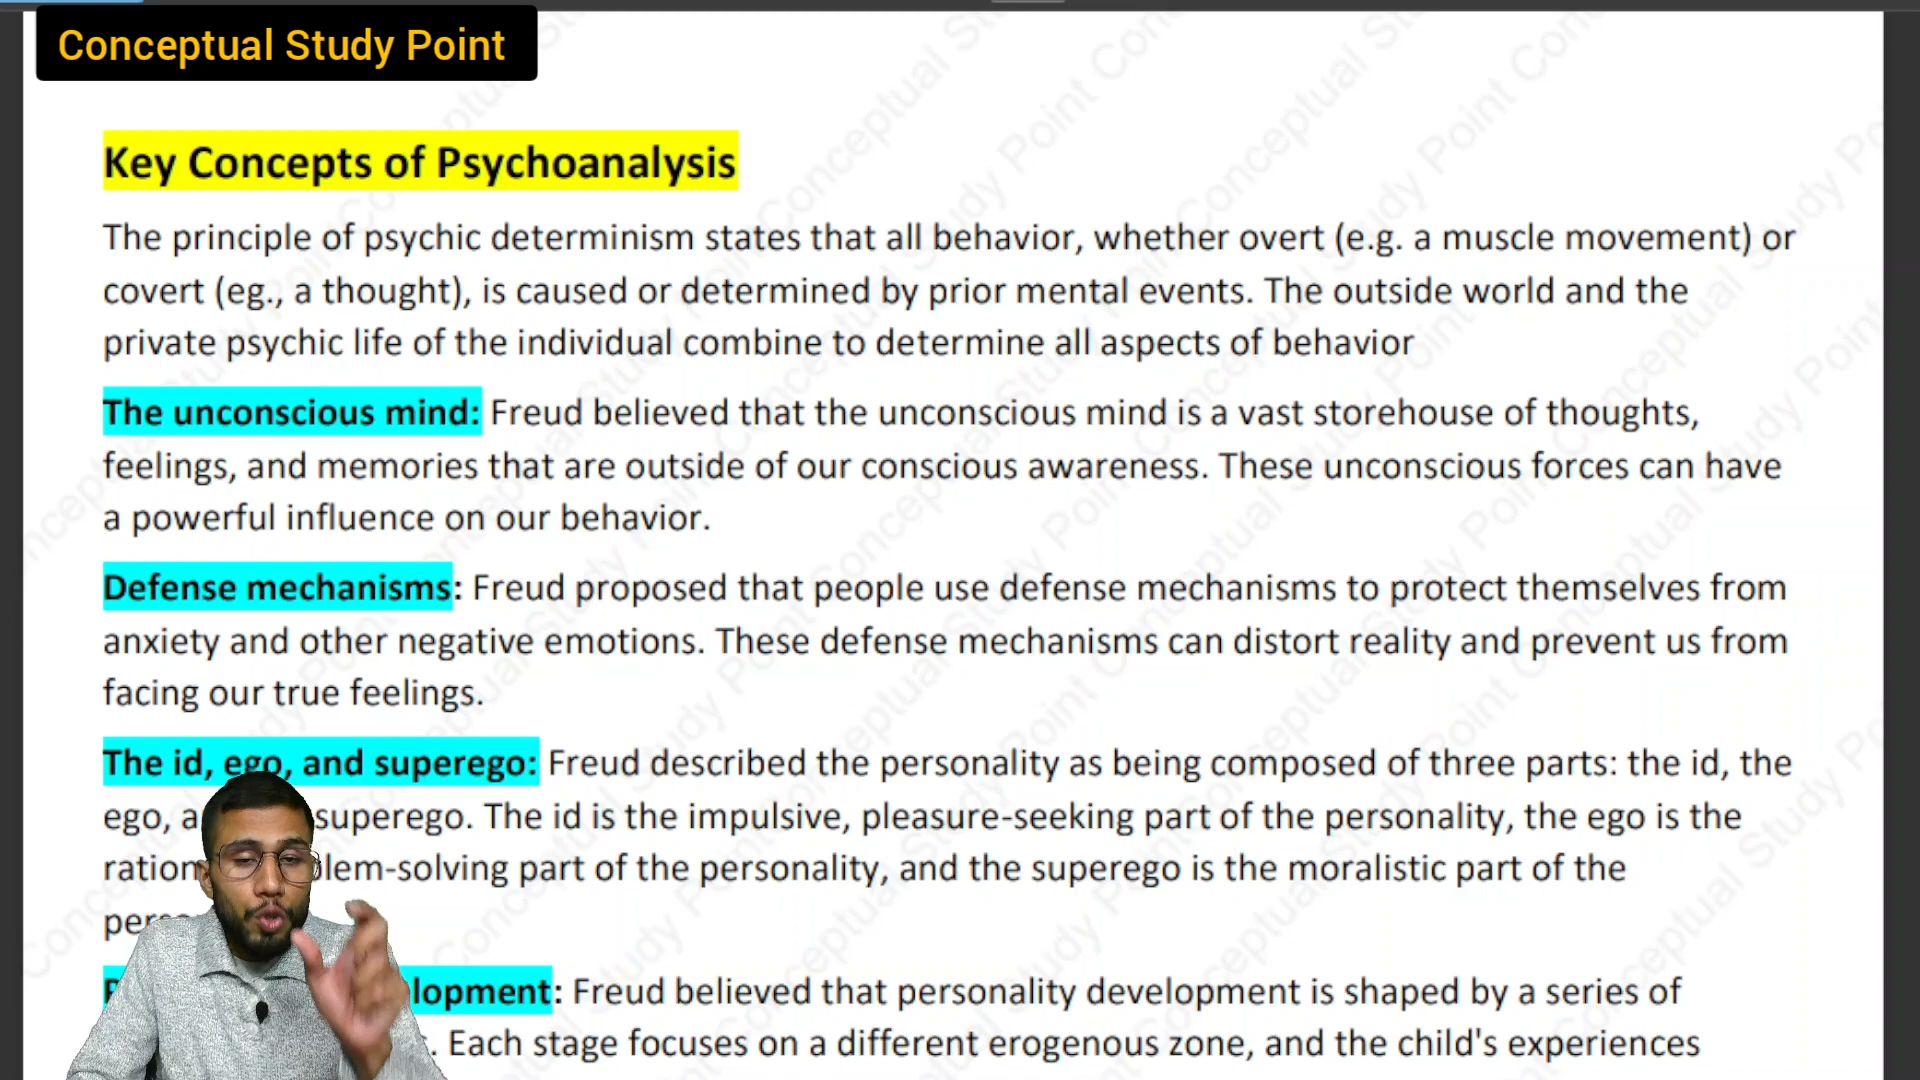 Conceptual Study Point
Key Concepts of Psychoanalysis
The principle of psychic determinism states that all behavior, whether overt (e.g. a muscle movement) or
covert (eg., a thought), is caused or determined by prior mental events. The outside world and the
private psychic life of the individual combine to determine all aspects of behavior
The unconscious mind: Freud believed that the unconscious mind is a vast storehouse of thoughts,
feelings, and memories that are outside of our conscious awareness. These unconscious forces can have
a powerful influence on our behavior.
Defense mechanisms: Freud proposed that people use defense mechanisms to protect themselves from
anxiety and other negative emotions. These defense mechanisms can distort reality and prevent us from
facing our true feelings.
The id, ego, and superego: Freud described the personality as being composed of three parts: the id, the
ego, superego. The id is the impulsive, pleasure-seeking part of the personality, the ego is the
-solving part of the personality, and the superego is the moralistic part of the
: Freud believed that personality development is shaped by a series of
. Each stage focuses on a different erogenous zone, and the child's experiences